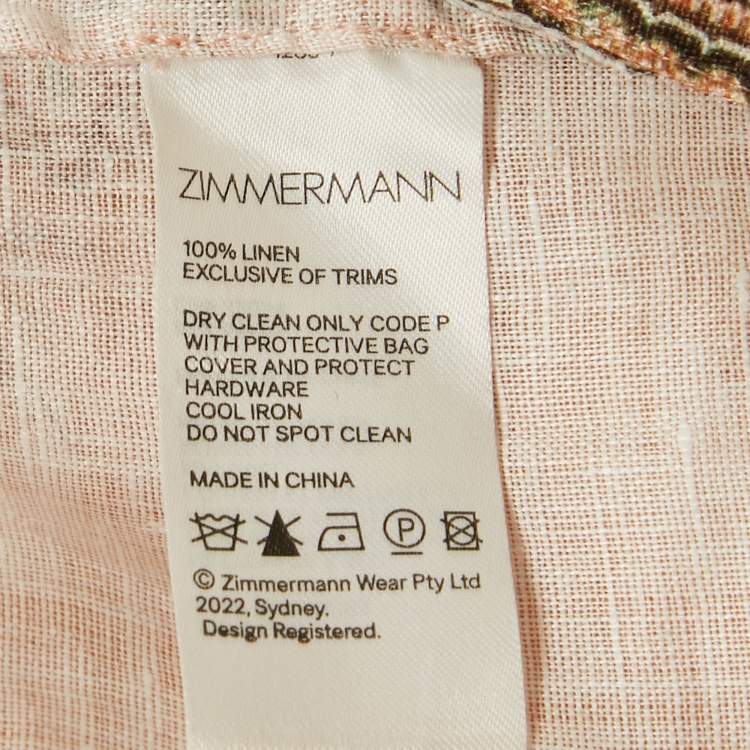 ZIMMERMANN
100% LINEN
EXCLUSIVE OF TRIMS
DRY CLEAN ONLY CODE P
WITH PROTECTIVE BAG
COVER AND PROTECT
HARDWARE
COOL IRON
DO NOT SPOT CLEAN
MADE IN CHINA
P
© Zimmermann Wear Pty Ltd
2022, Sydney.
Design Registered.